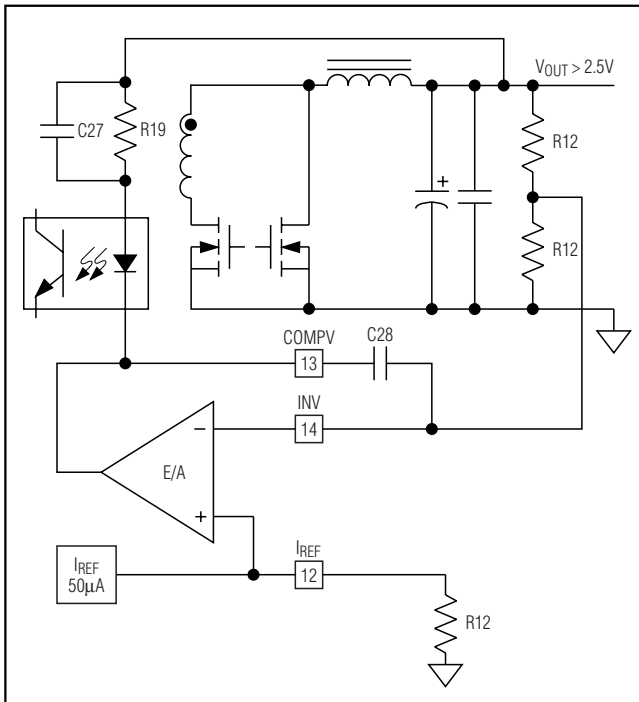 VOUT > 2.5V
C27
R19
R12
R12
COMPV
13
C28
INV
14
E/A
−
+
IREF
50µA
IREF
12
R12
+